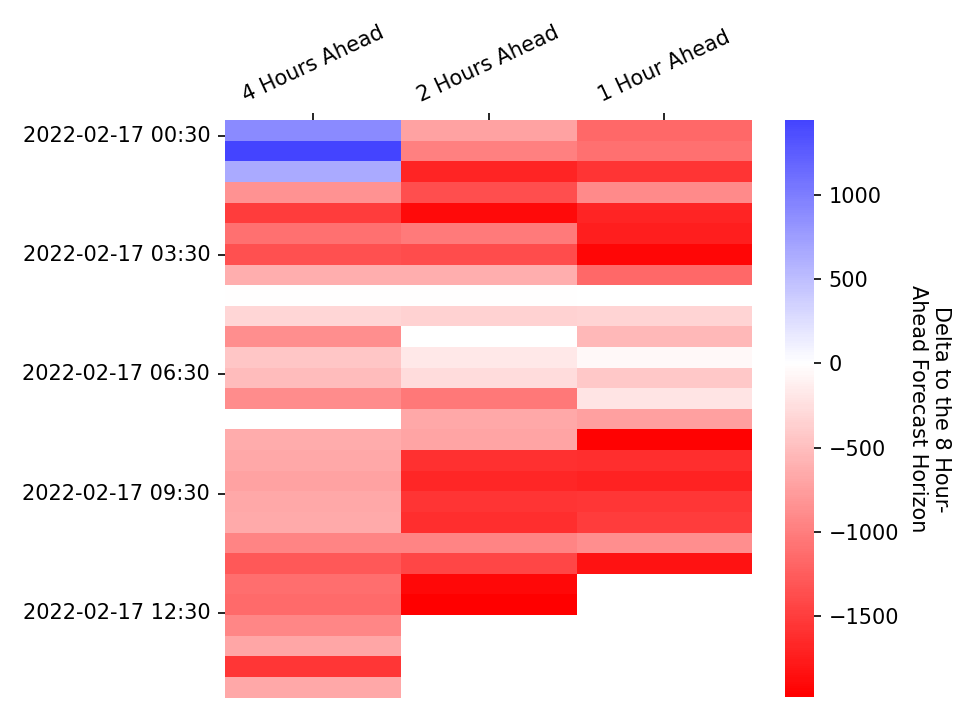 4 Hours Ahead
2 Hours Ahead
1 Hour Ahead
2022-02-17 00:30
2022-02-17 03:30
2022-02-17 06:30
2022-02-17 09:30
2022-02-17 12:30
1000
500
0
−500
−1000
−1500
Delta to the 8 Hour-
Ahead Forecast Horizon